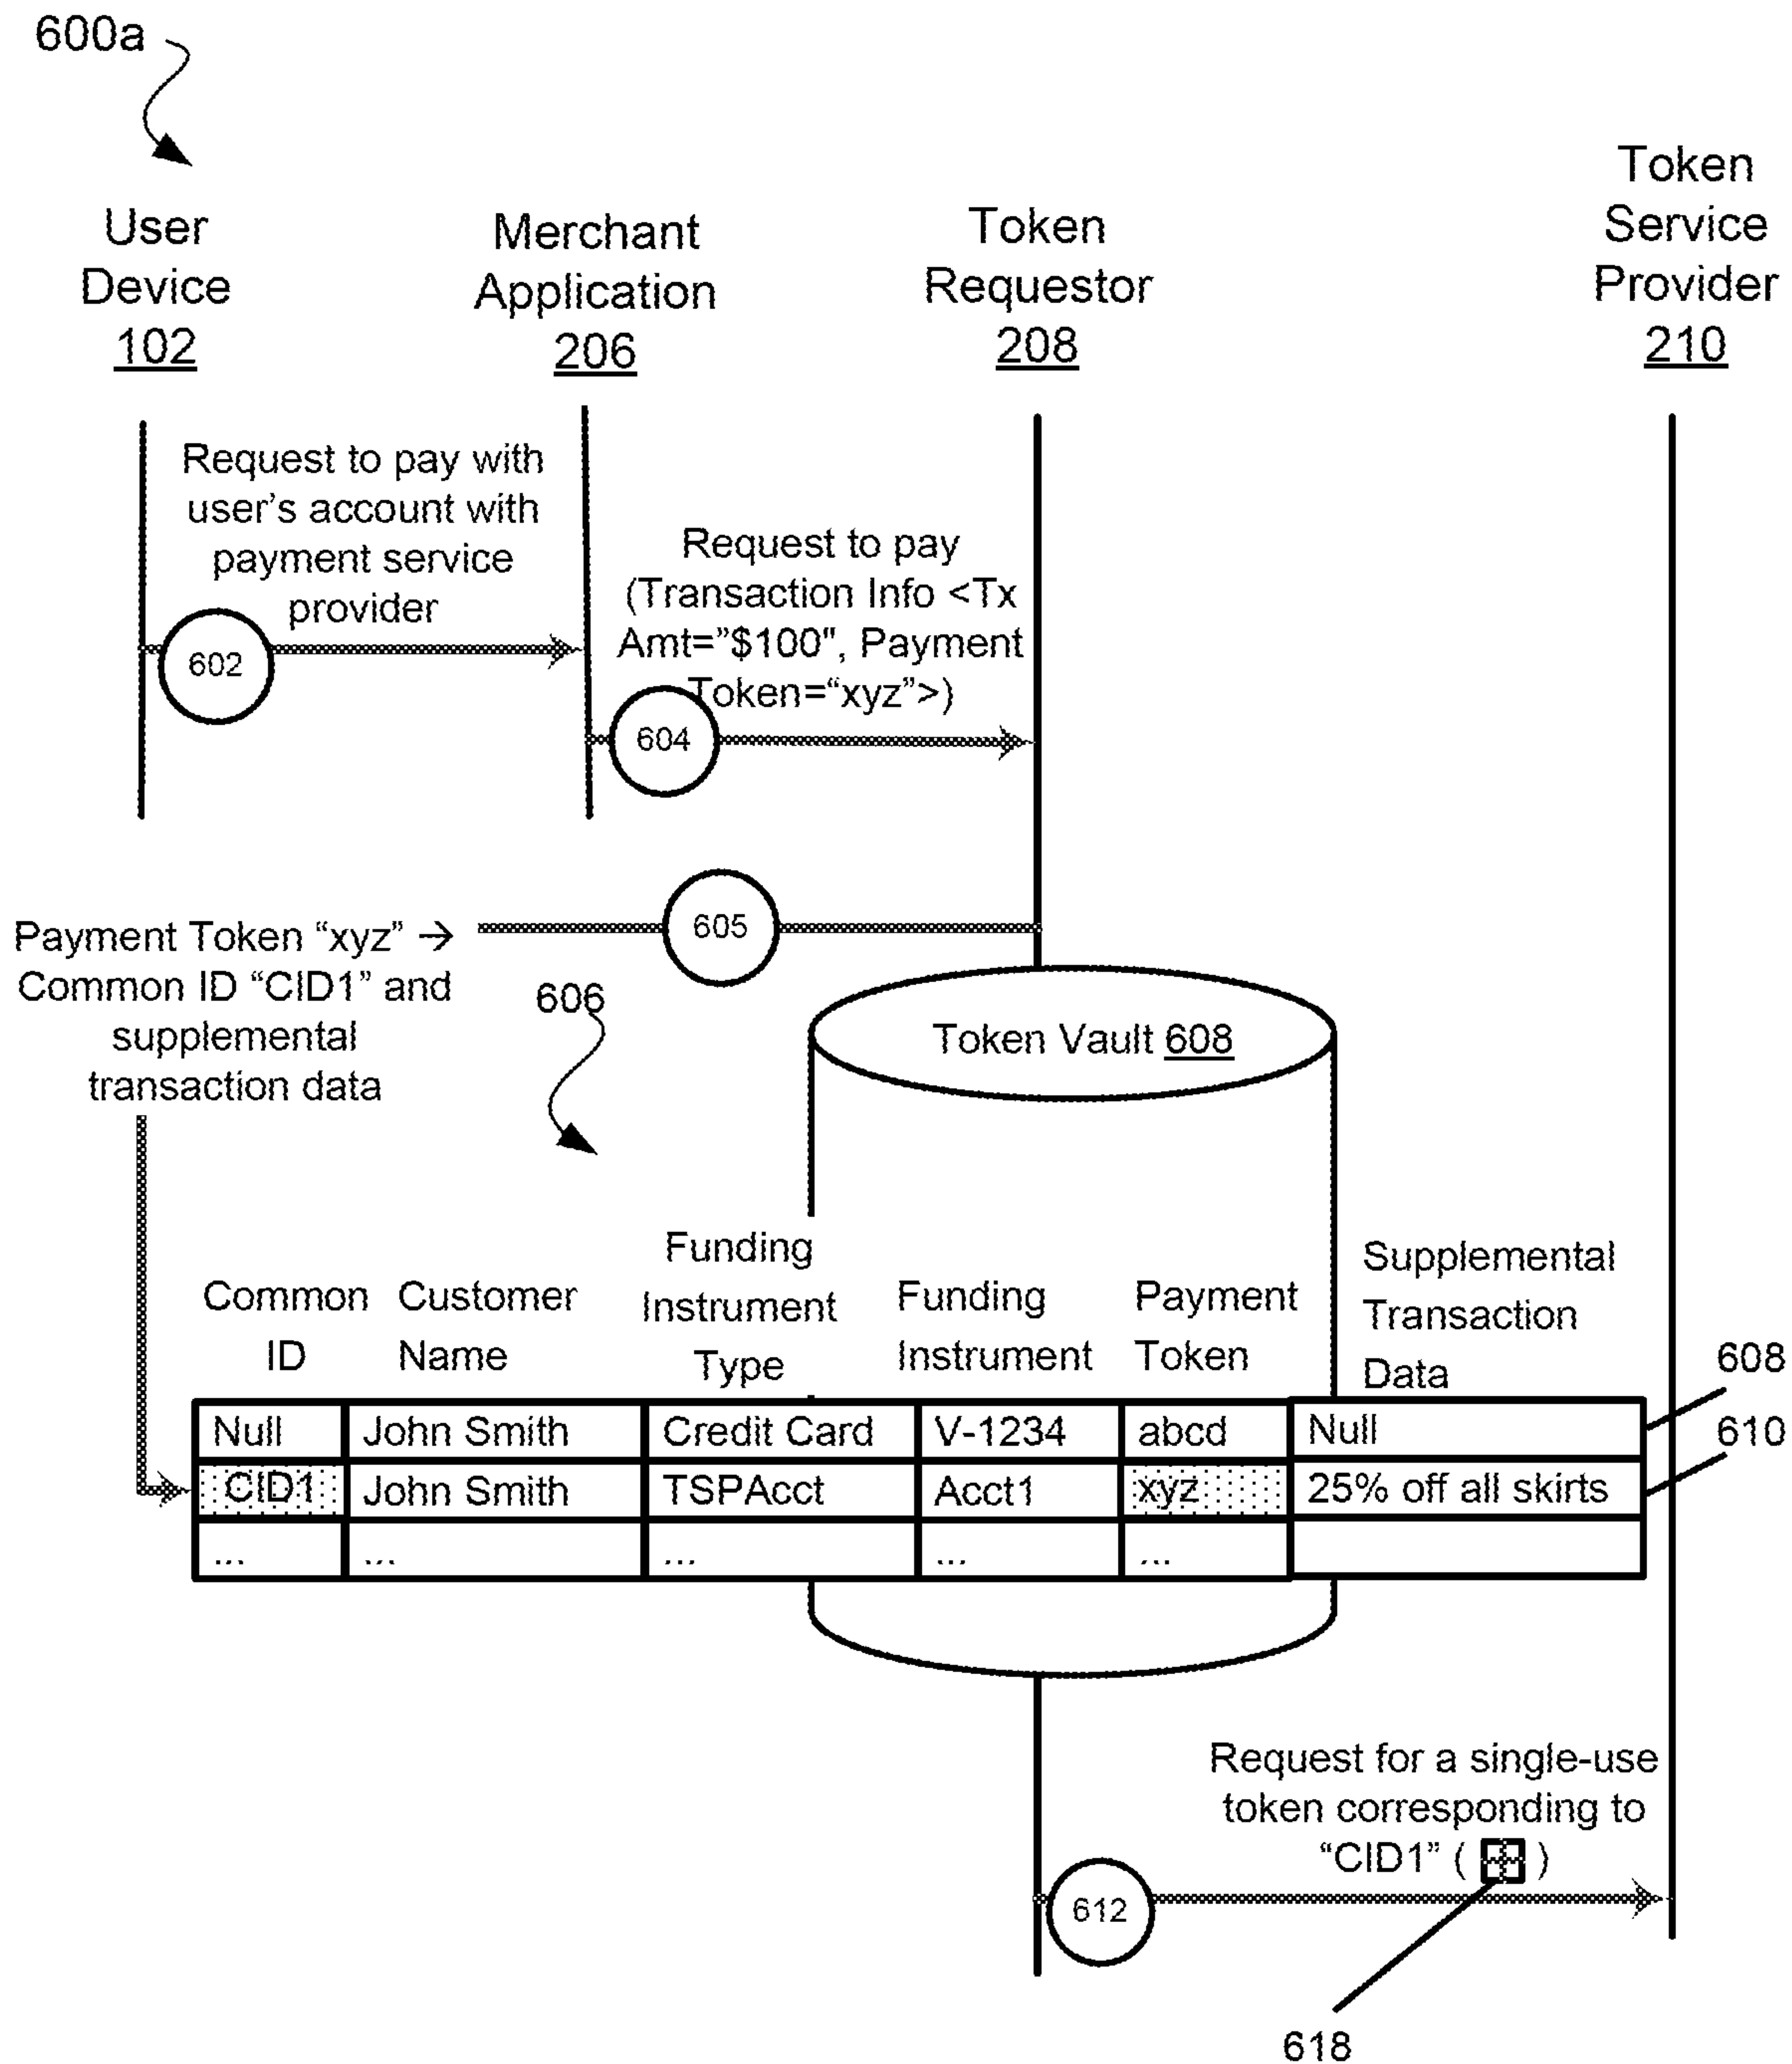 600a
User
Device
102
Merchant
Application
206
Token
Requestor
208
Token
Service
Provider
210
Request to pay with
user’s account with
payment service
provider
602
Request to pay
(Transaction Info <Tx
Amt=”$100", Payment
Token=“xyz”>)
604
605
Payment Token “xyz” →
Common ID “CID1” and
supplemental
transaction data
606
Token Vault 608
Common
ID
Customer
Name
Funding
Instrument
Type
Funding
Instrument
Payment
Token
Supplemental
Transaction
Data
608
610
Null John Smith Credit Card V-1234 abcd Null
CID1 John Smith TSPAcct Acct1 xyz 25% off all skirts
... ... ... ... ...
Request for a single-use
token corresponding to
“CID1” ( )
612
618